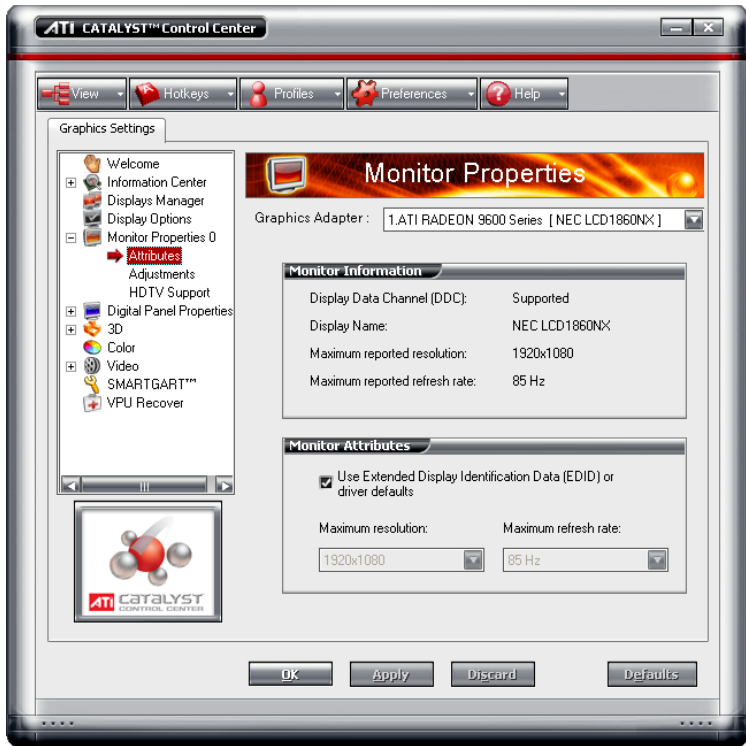 ATI CATALYST™ Control Center
View
Hotkeys
Profiles
Preferences
Help
Graphics Settings
Welcome
Information Center
Displays Manager
Display Options
Monitor Properties 0
Attributes
Adjustments
HDTV Support
Digital Panel Properties
3D
Color
Video
SMARTGART™
VPU Recover
ATI CATALYST
CONTROL CENTER
Monitor Properties
Graphics Adapter : 1.ATI RADEON 9600 Series [ NEC LCD1860NX ]
Monitor Information
Display Data Channel (DDC): Supported
Display Name: NEC LCD1860NX
Maximum reported resolution: 1920x1080
Maximum reported refresh rate: 85 Hz
Monitor Attributes
Use Extended Display Identification Data (EDID) or
driver defaults
Maximum resolution: Maximum refresh rate:
1920x1080 85 Hz
OK Apply Discard Defaults